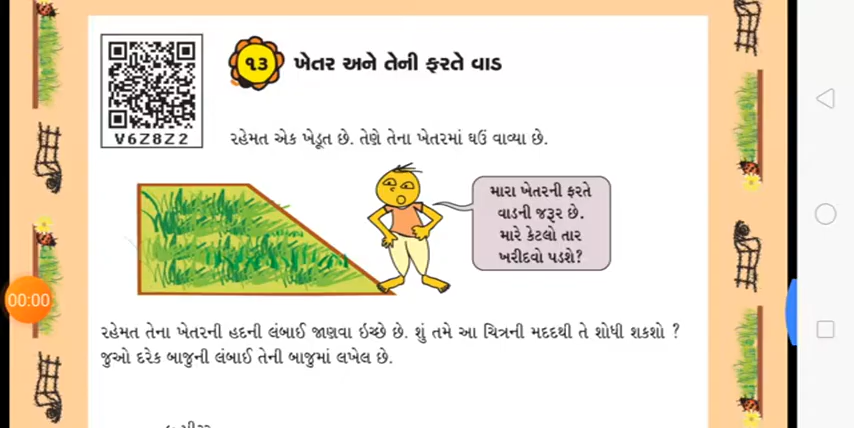 ૧૩ ખેતર અને તેની ફરતે વાડ
V6Z8Z2
રહેમત એક ખેડૂત છે. તેણે તેના ખેતરમાં ઘઉં વાવ્યા છે.
મારા ખેતરની ફરતે
વાડની જરૂર છે.
મારે કેટલો તાર
ખરીદવો પડશે?
00:00
રહેમત તેના ખેતરની હદની લંબાઈ જાણવા ઇચ્છે છે. શું તમે આ ચિત્રની મદદથી તે શોધી શકશો ?
જુઓ દરેક બાજુની લંબાઈ તેની બાજુમાં લખેલ છે.